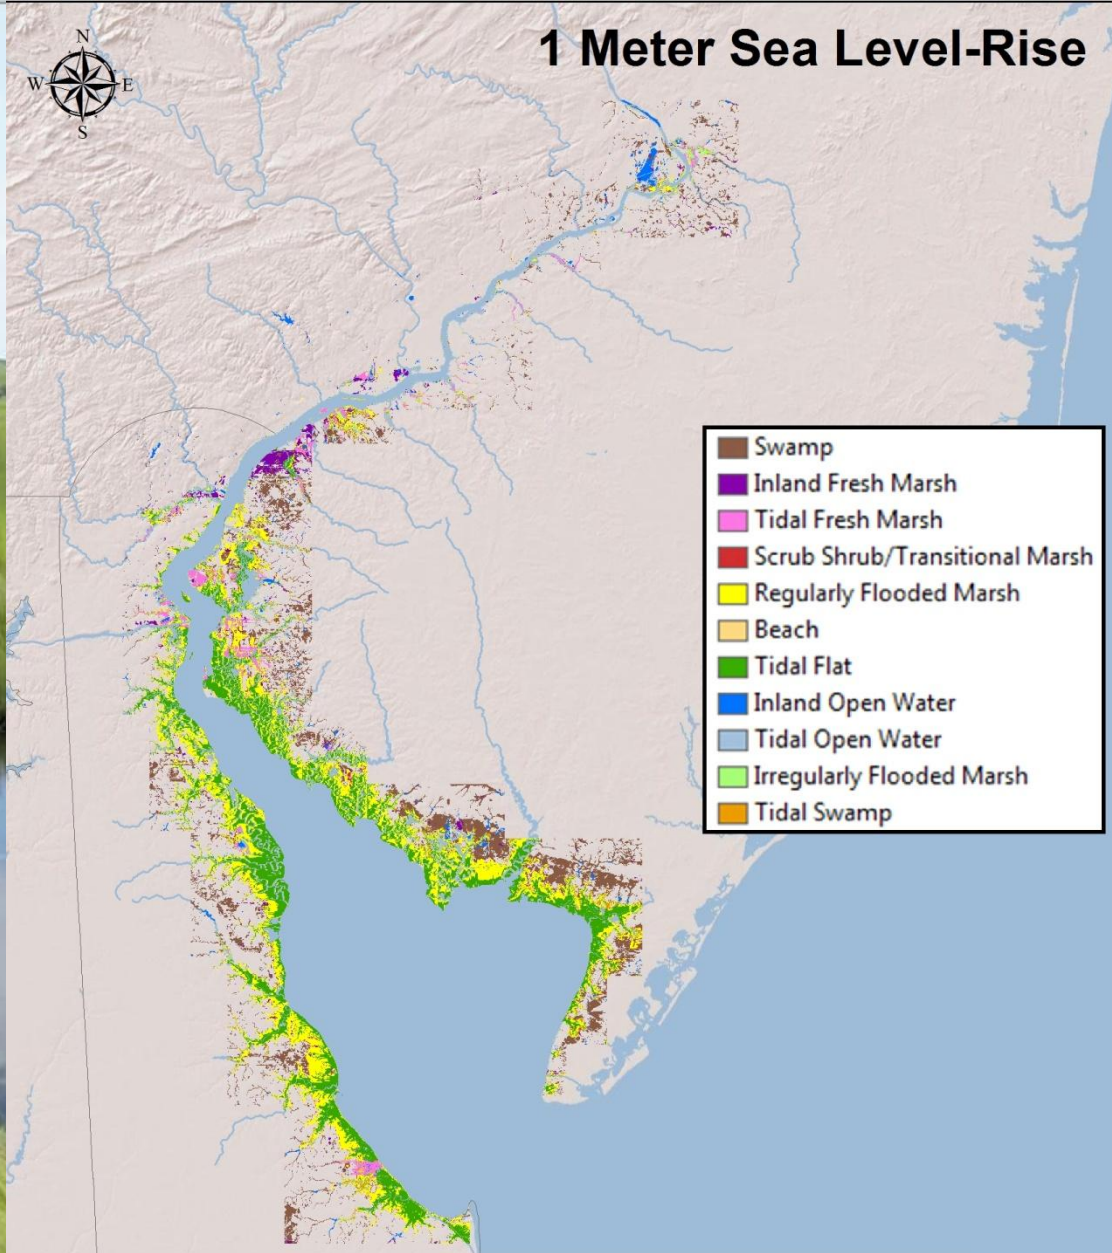 1 Meter Sea Level-Rise
N
W E
S
Swamp
Inland Fresh Marsh
Tidal Fresh Marsh
Scrub Shrub/Transitional Marsh
Regularly Flooded Marsh
Beach
Tidal Flat
Inland Open Water
Tidal Open Water
Irregularly Flooded Marsh
Tidal Swamp